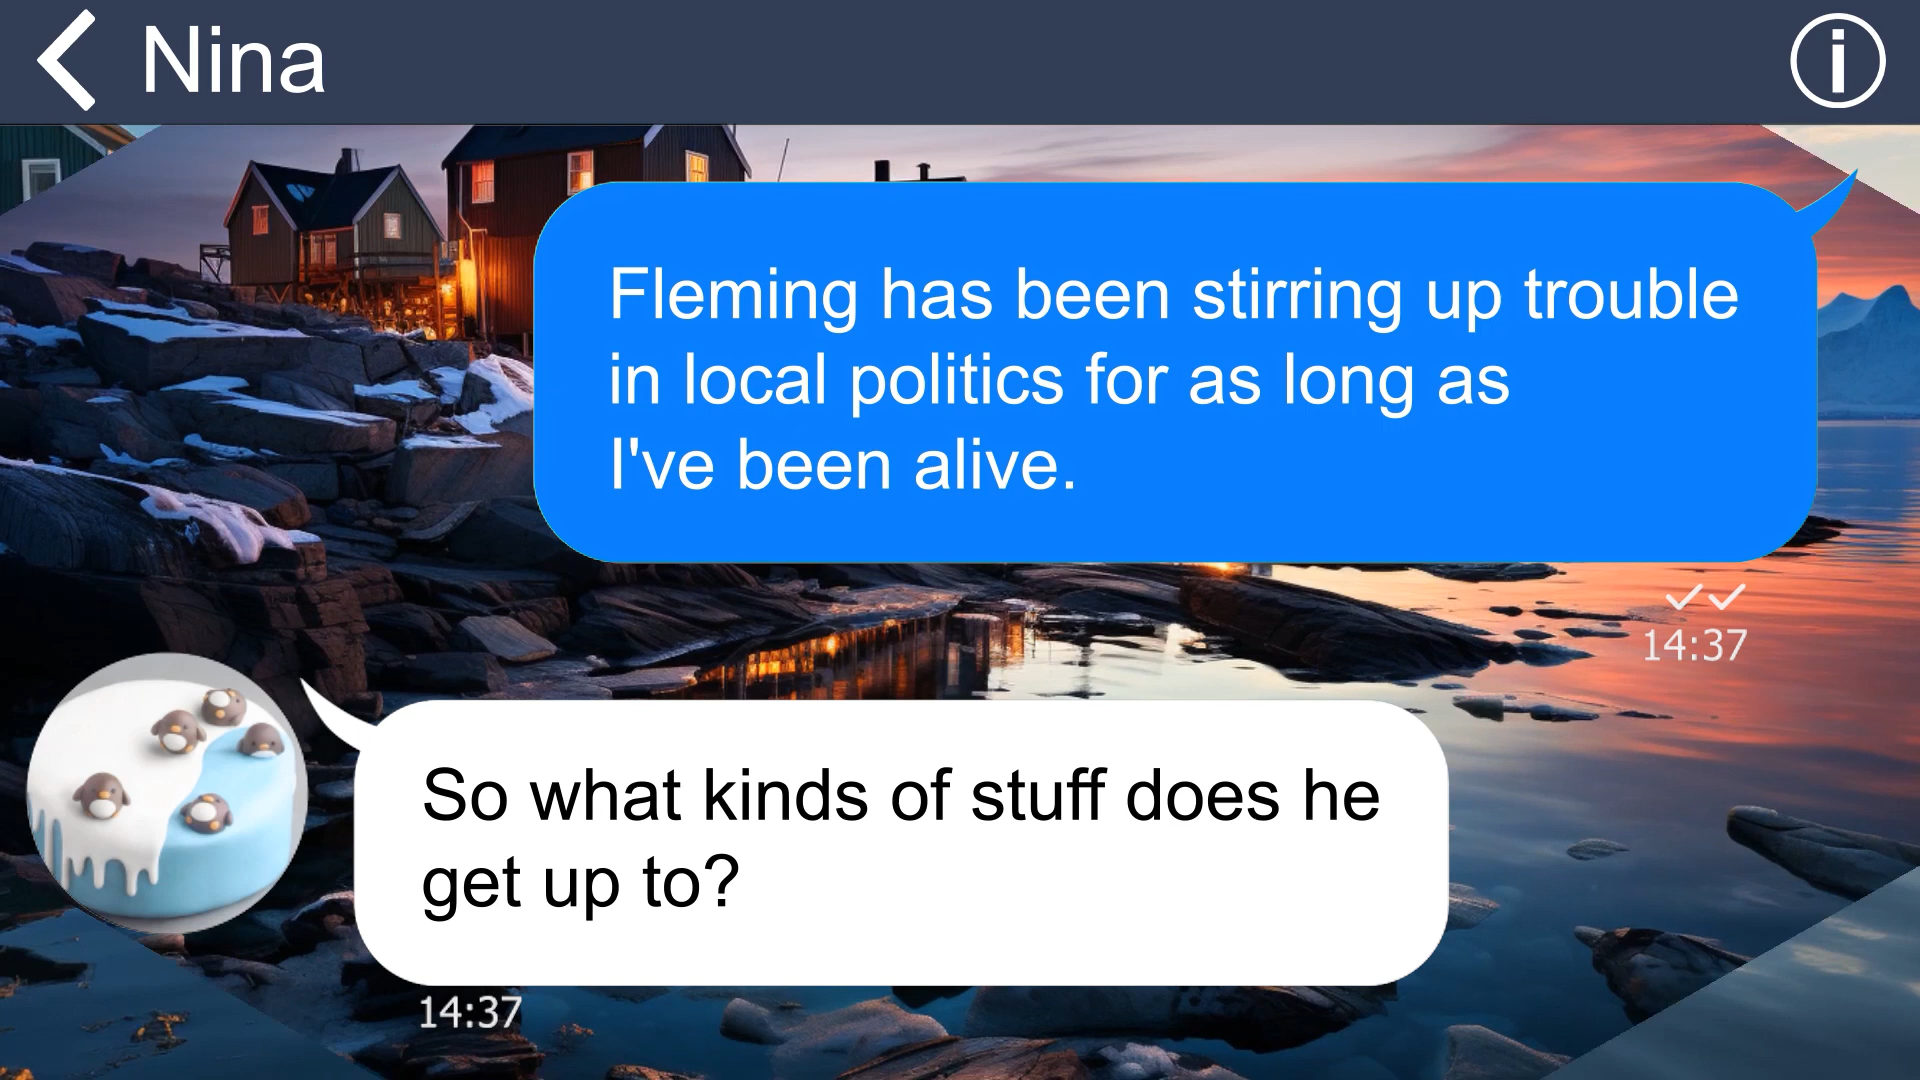 Nina
Fleming has been stirring up trouble
in local politics for as long as
I've been alive.
14:37
So what kinds of stuff does he
get up to?
14:37